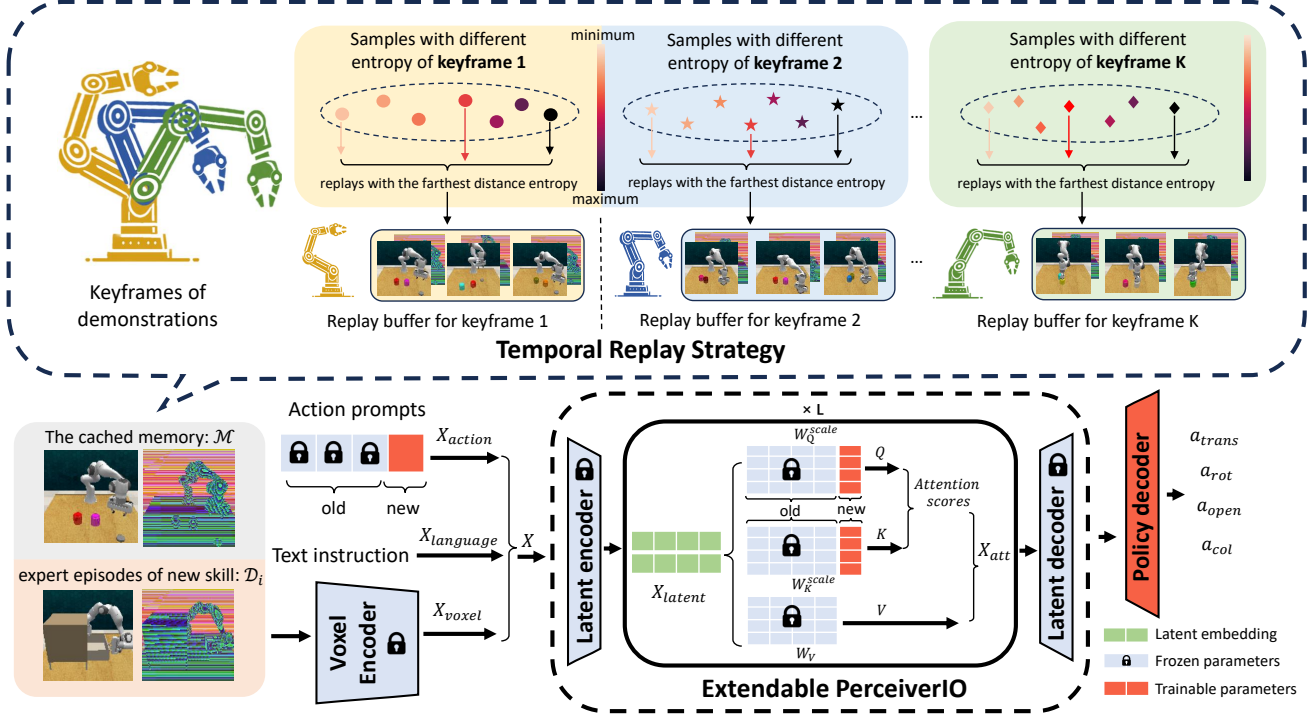 Samples with different
entropy of keyframe 1
minimum
maximum
replays with the farthest distance entropy
Samples with different
entropy of keyframe 2
replays with the farthest distance entropy
...
Samples with different
entropy of keyframe K
replays with the farthest distance entropy
Keyframes of
demonstrations
Replay buffer for keyframe 1
Replay buffer for keyframe 2
...
Replay buffer for keyframe K
Temporal Replay Strategy
The cached memory: ℳ
expert episodes of new skill: 𝒟_i
Action prompts
old
new
X_action
Text instruction
X_language
Voxel
Encoder
X_voxel
X
Latent encoder
× L
X_latent
W_Q^scale
Q
old
new
K
W_K^scale
V
W_V
Attention
scores
X_att
Latent decoder
Extendable PerceiverIO
Policy decoder
a_trans
a_rot
a_open
a_col
Latent embedding
Frozen parameters
Trainable parameters